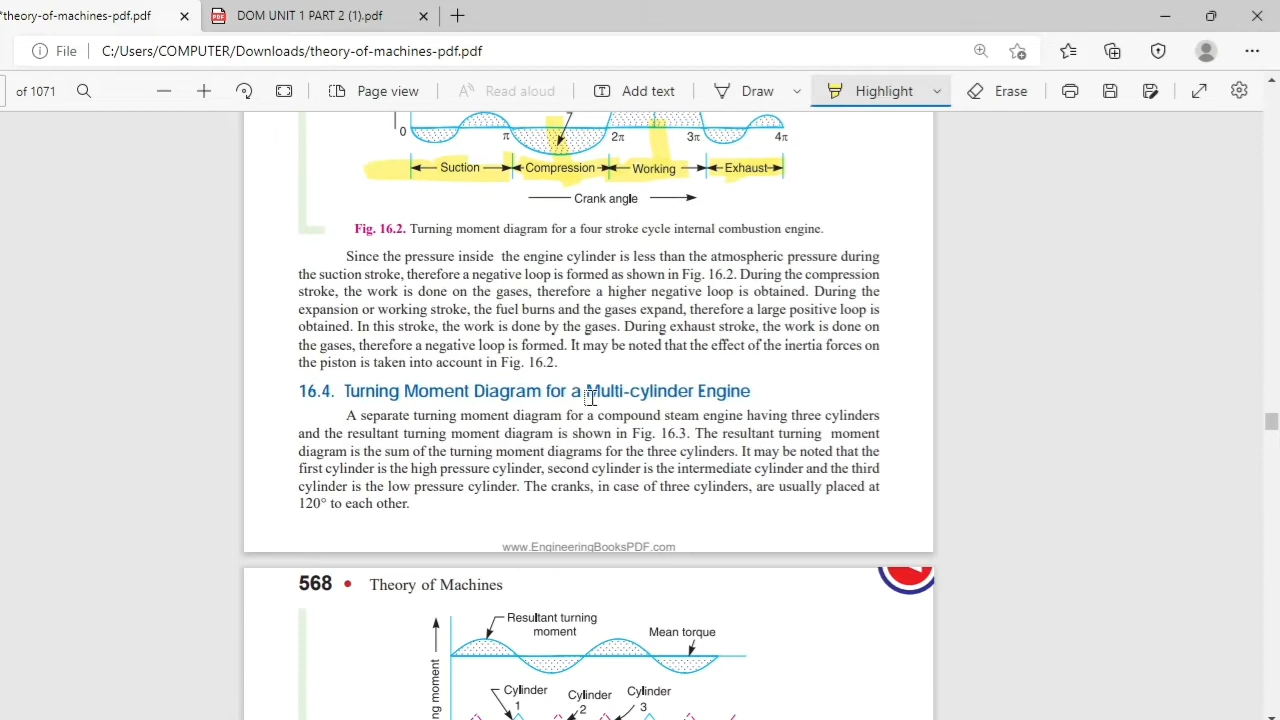 *theory-of-machines-pdf.pdf
DOM UNIT 1 PART 2 (1).pdf
File
C:/Users/COMPUTER/Downloads/theory-of-machines-pdf.pdf
of 1071
Page view
Read aloud
Add text
Draw
Highlight
Erase
0 π 2π 3π 4π
Suction Compression Working Exhaust
Crank angle
Fig. 16.2. Turning moment diagram for a four stroke cycle internal combustion engine.
Since the pressure inside the engine cylinder is less than the atmospheric pressure during
the suction stroke, therefore a negative loop is formed as shown in Fig. 16.2. During the compression
stroke, the work is done on the gases, therefore a higher negative loop is obtained. During the
expansion or working stroke, the fuel burns and the gases expand, therefore a large positive loop is
obtained. In this stroke, the work is done by the gases. During exhaust stroke, the work is done on
the gases, therefore a negative loop is formed. It may be noted that the effect of the inertia forces on
the piston is taken into account in Fig. 16.2.
16.4. Turning Moment Diagram for a Multi-cylinder Engine
A separate turning moment diagram for a compound steam engine having three cylinders
and the resultant turning moment diagram is shown in Fig. 16.3. The resultant turning moment
diagram is the sum of the turning moment diagrams for the three cylinders. It may be noted that the
first cylinder is the high pressure cylinder, second cylinder is the intermediate cylinder and the third
cylinder is the low pressure cylinder. The cranks, in case of three cylinders, are usually placed at
120° to each other.
www.EngineeringBooksPDF.com
568 • Theory of Machines
Resultant turning
moment
Mean torque
Cylinder
1
Cylinder
2
Cylinder
3
moment